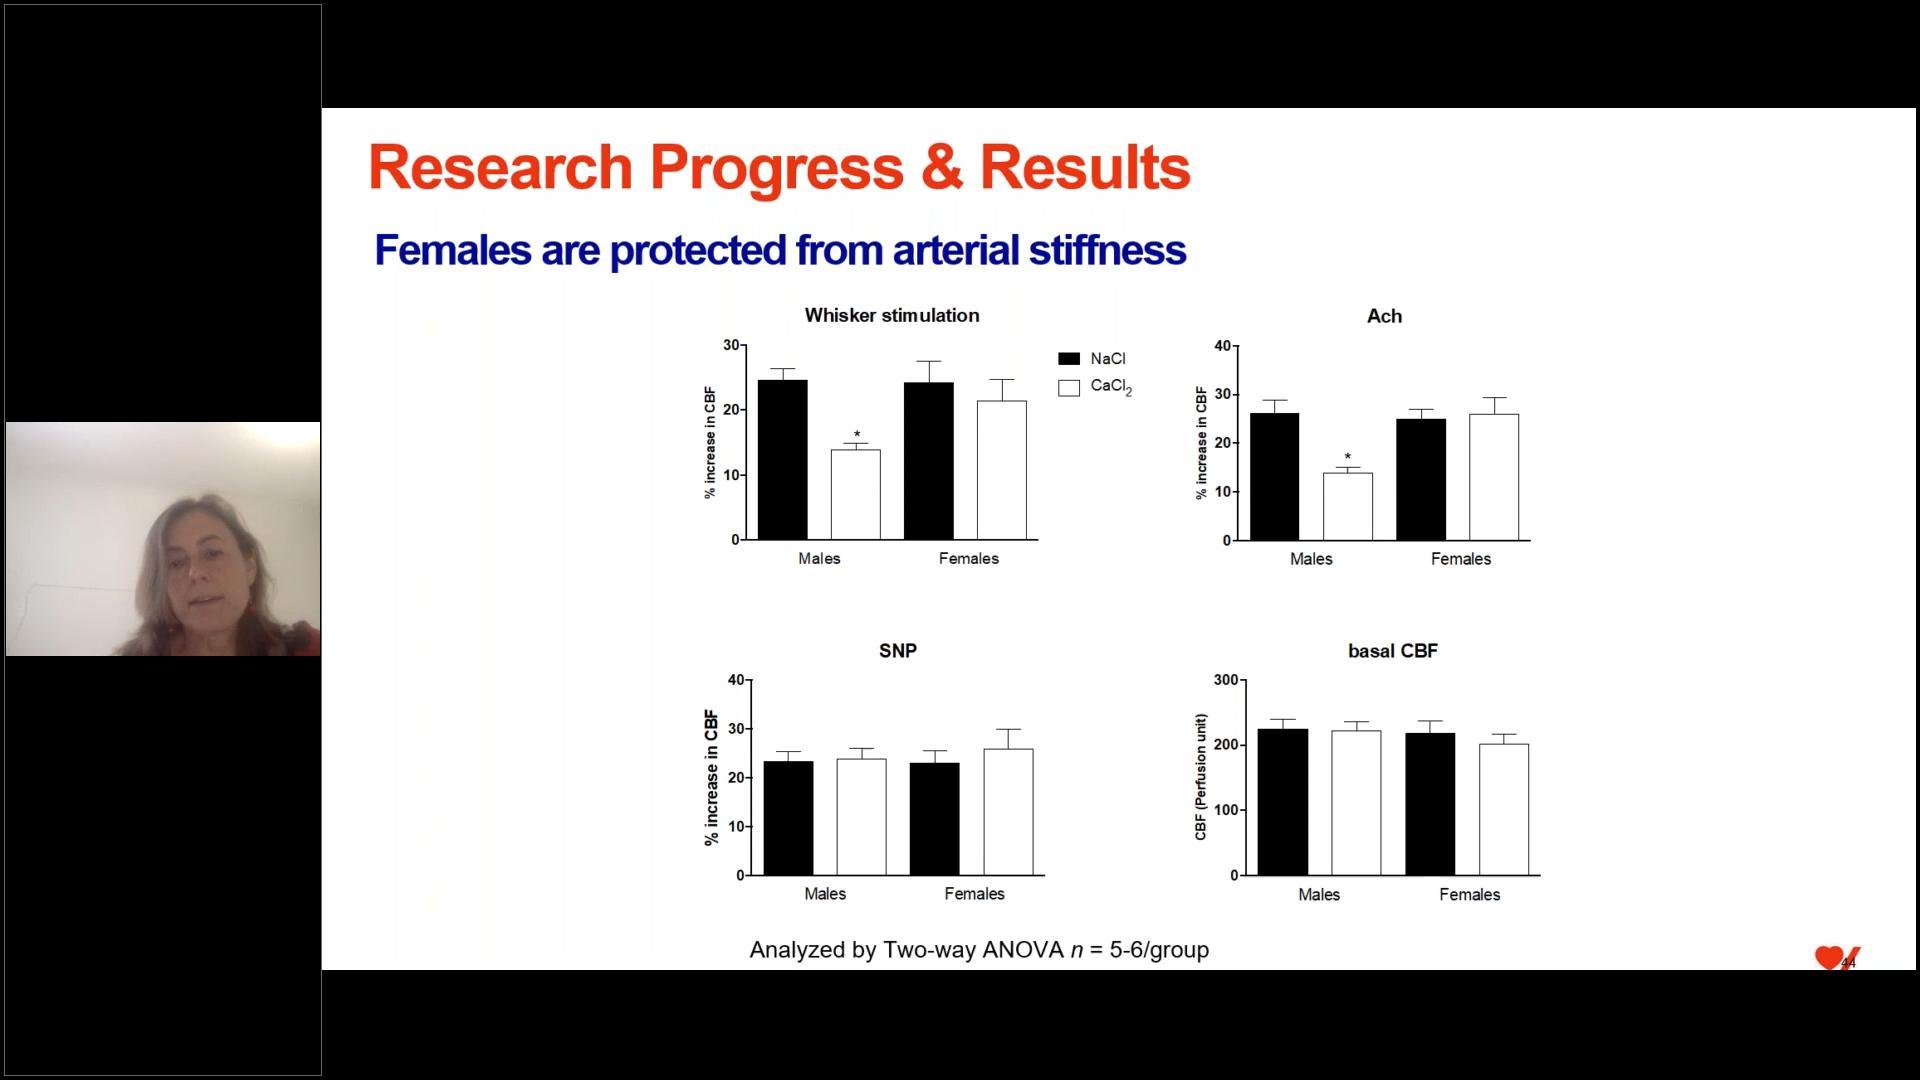 Research Progress & Results
Females are protected from arterial stiffness
Whisker stimulation
30
20
10
0
% increase in CBF
*
Males
Females
NaCl
CaCl₂
Ach
40
30
20
10
0
% increase in CBF
*
Males
Females
SNP
40
30
20
10
0
% increase in CBF
Males
Females
basal CBF
300
200
100
0
CBF (Perfusion unit)
Males
Females
Analyzed by Two-way ANOVA n = 5-6/group
44